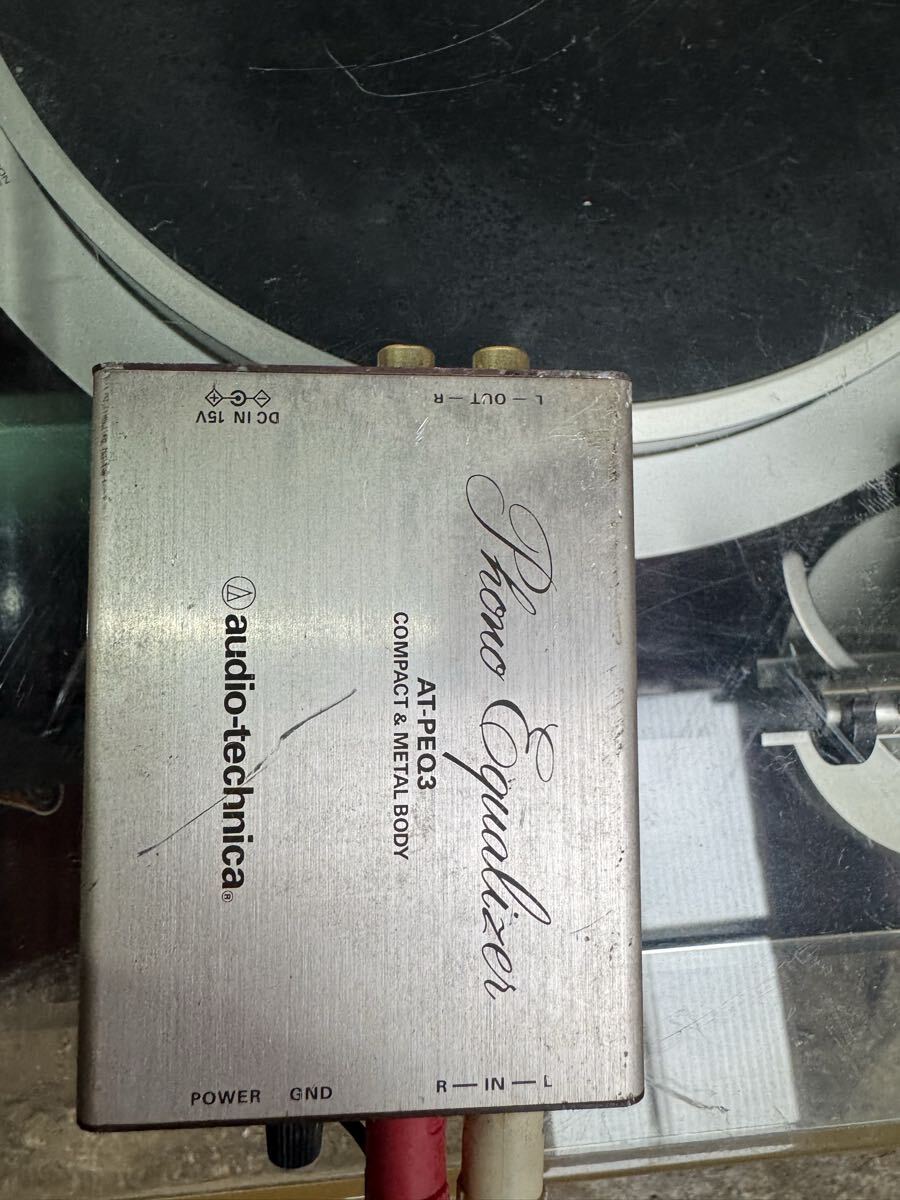 Phono Equalizer
AT-PEQ3
COMPACT & METAL BODY
audio-technica®
DC IN 15V
L — OUT — R
POWER
GND
R — IN — L